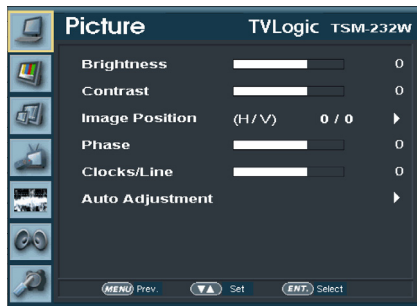 Picture TVLogic TSM-232W
Brightness 0
Contrast 0
Image Position (H/V) 0 / 0
Phase 0
Clocks/Line 0
Auto Adjustment
MENU Prev. ▼▲ Set ENT. Select